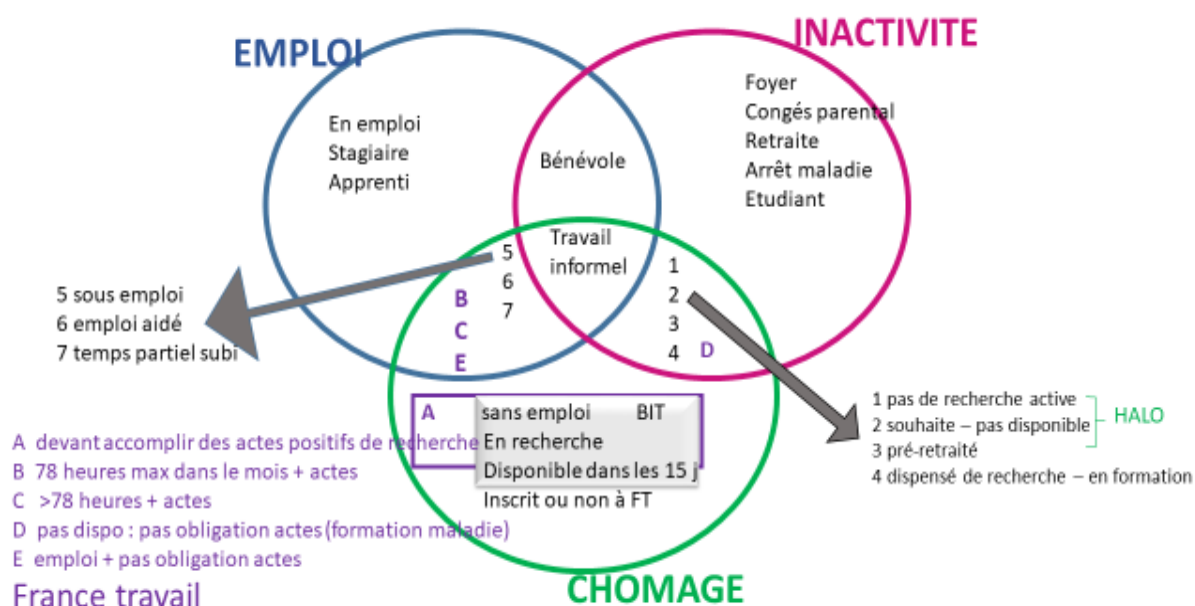 EMPLOI
INACTIVITE
En emploi
Stagiaire
Apprenti
Bénévole
Foyer
Congés parental
Retraite
Arrêt maladie
Etudiant
Travail
informel
5
6
7
B
C
E
1
2
3
4 D
5 sous emploi
6 emploi aidé
7 temps partiel subi
1 pas de recherche active
2 souhaite – pas disponible
HALO
3 pré-retraité
4 dispensé de recherche – en formation
A sans emploi BIT
En recherche
Disponible dans les 15 j
Inscrit ou non à FT
A devant accomplir des actes positifs de recherche
B 78 heures max dans le mois + actes
C >78 heures + actes
D pas dispo : pas obligation actes (formation maladie)
E emploi + pas obligation actes
France travail
CHOMAGE